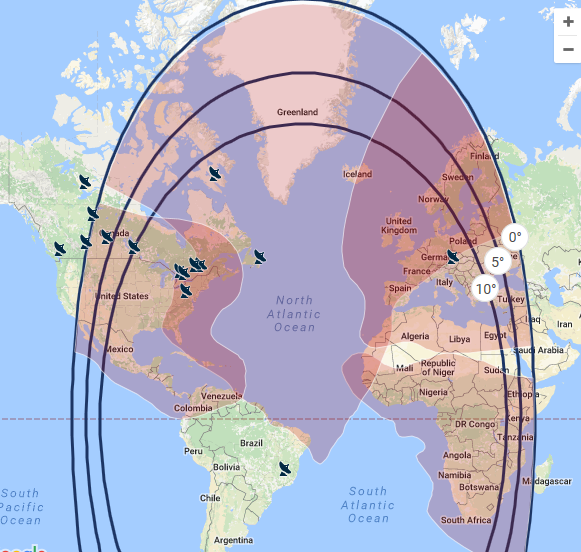 +
−
Greenland
Finland
Iceland
Sweden
Norway
0°
Canada
United
Kingdom
Poland
5°
Germa
France
10°
United States
North
Atlantic
Ocean
Spain
Italy
Turkey
Iraq
Iran
Algeria
Libya
Egypt
Saudi Arabia
Mexico
Mali
Republic
of Niger
Sudan
Venezuela
Nigeria
Ethiopia
Colombia
Kenya
DR Congo
Tanzania
Brazil
Peru
Bolivia
Angola
Namibia
Madagascar
Botswana
Chile
South
Pacific
Ocean
South
Atlantic
Ocean
South Africa
Argentina